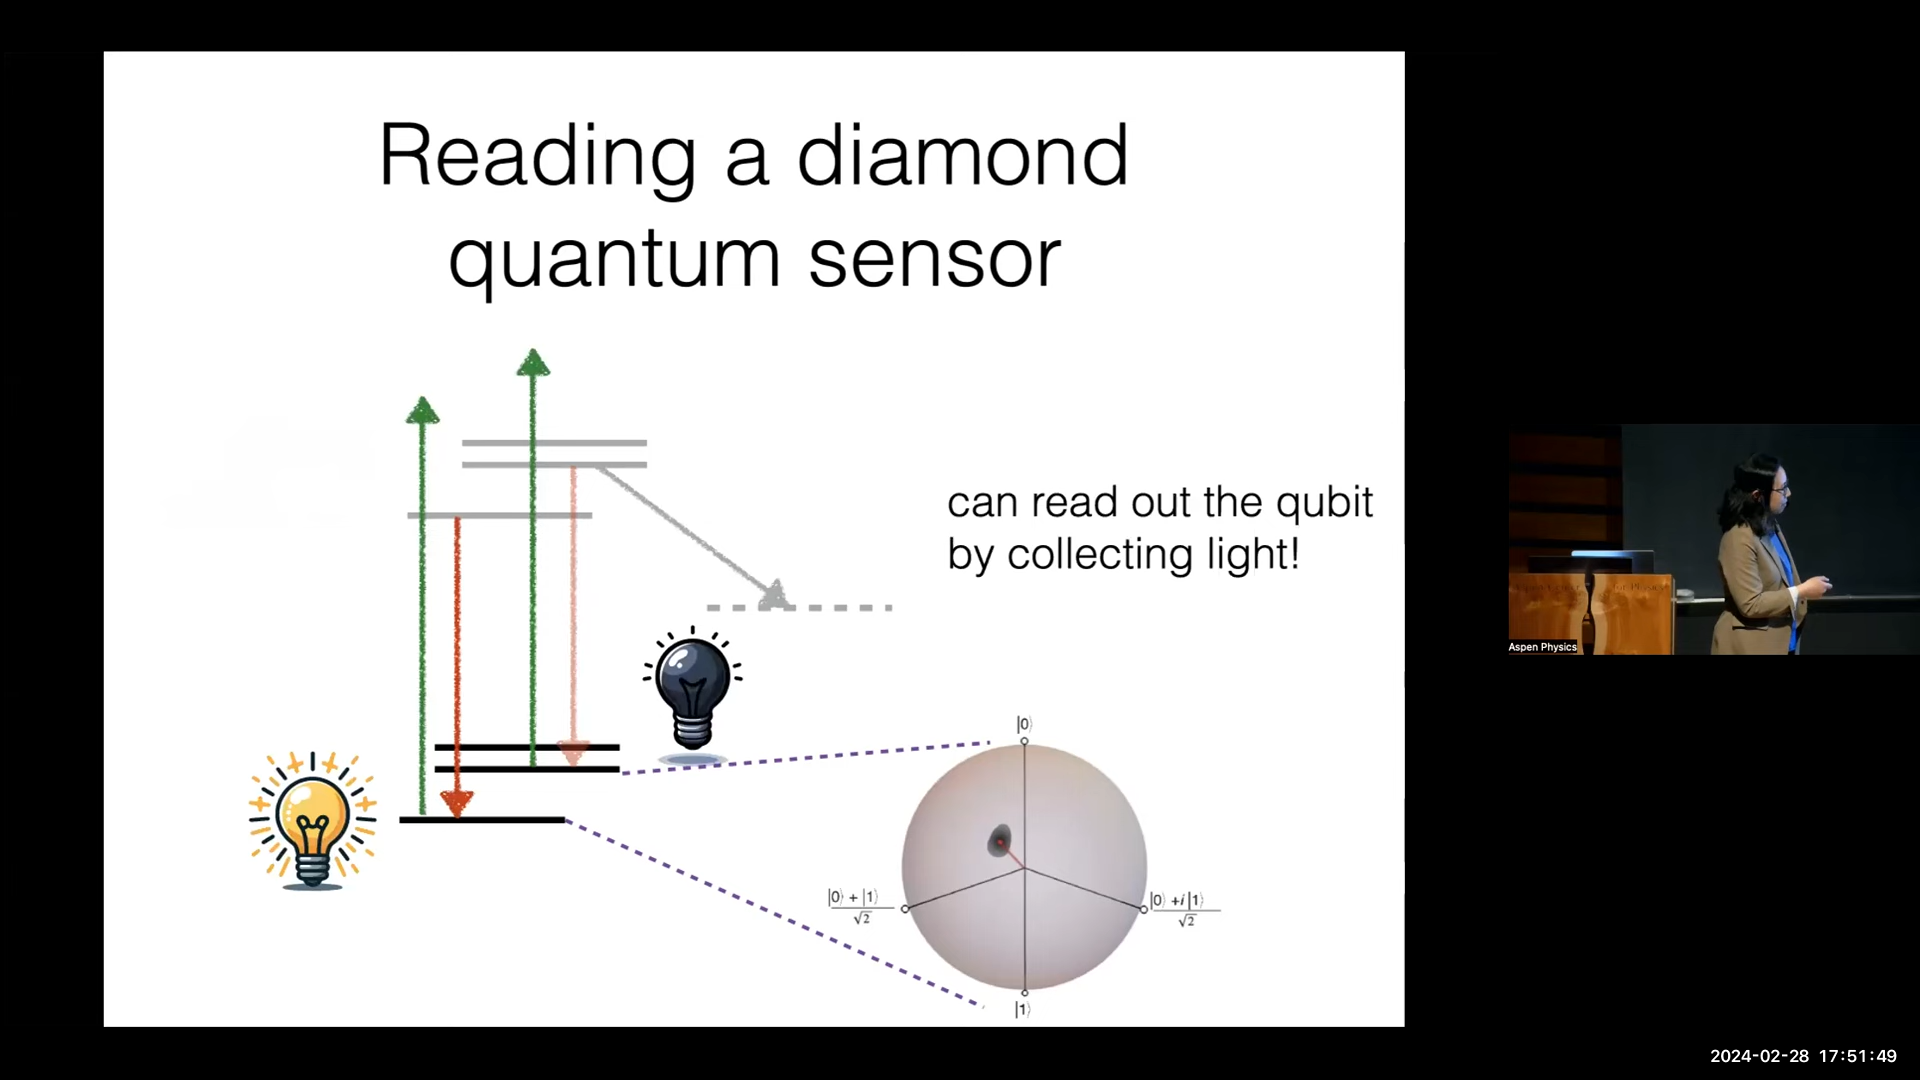 Reading a diamond
quantum sensor
can read out the qubit
by collecting light!
|0⟩
|0⟩ + |1⟩
√2
|0⟩ + i |1⟩
√2
|1⟩
Aspen Physics
2024-02-28 17:51:49